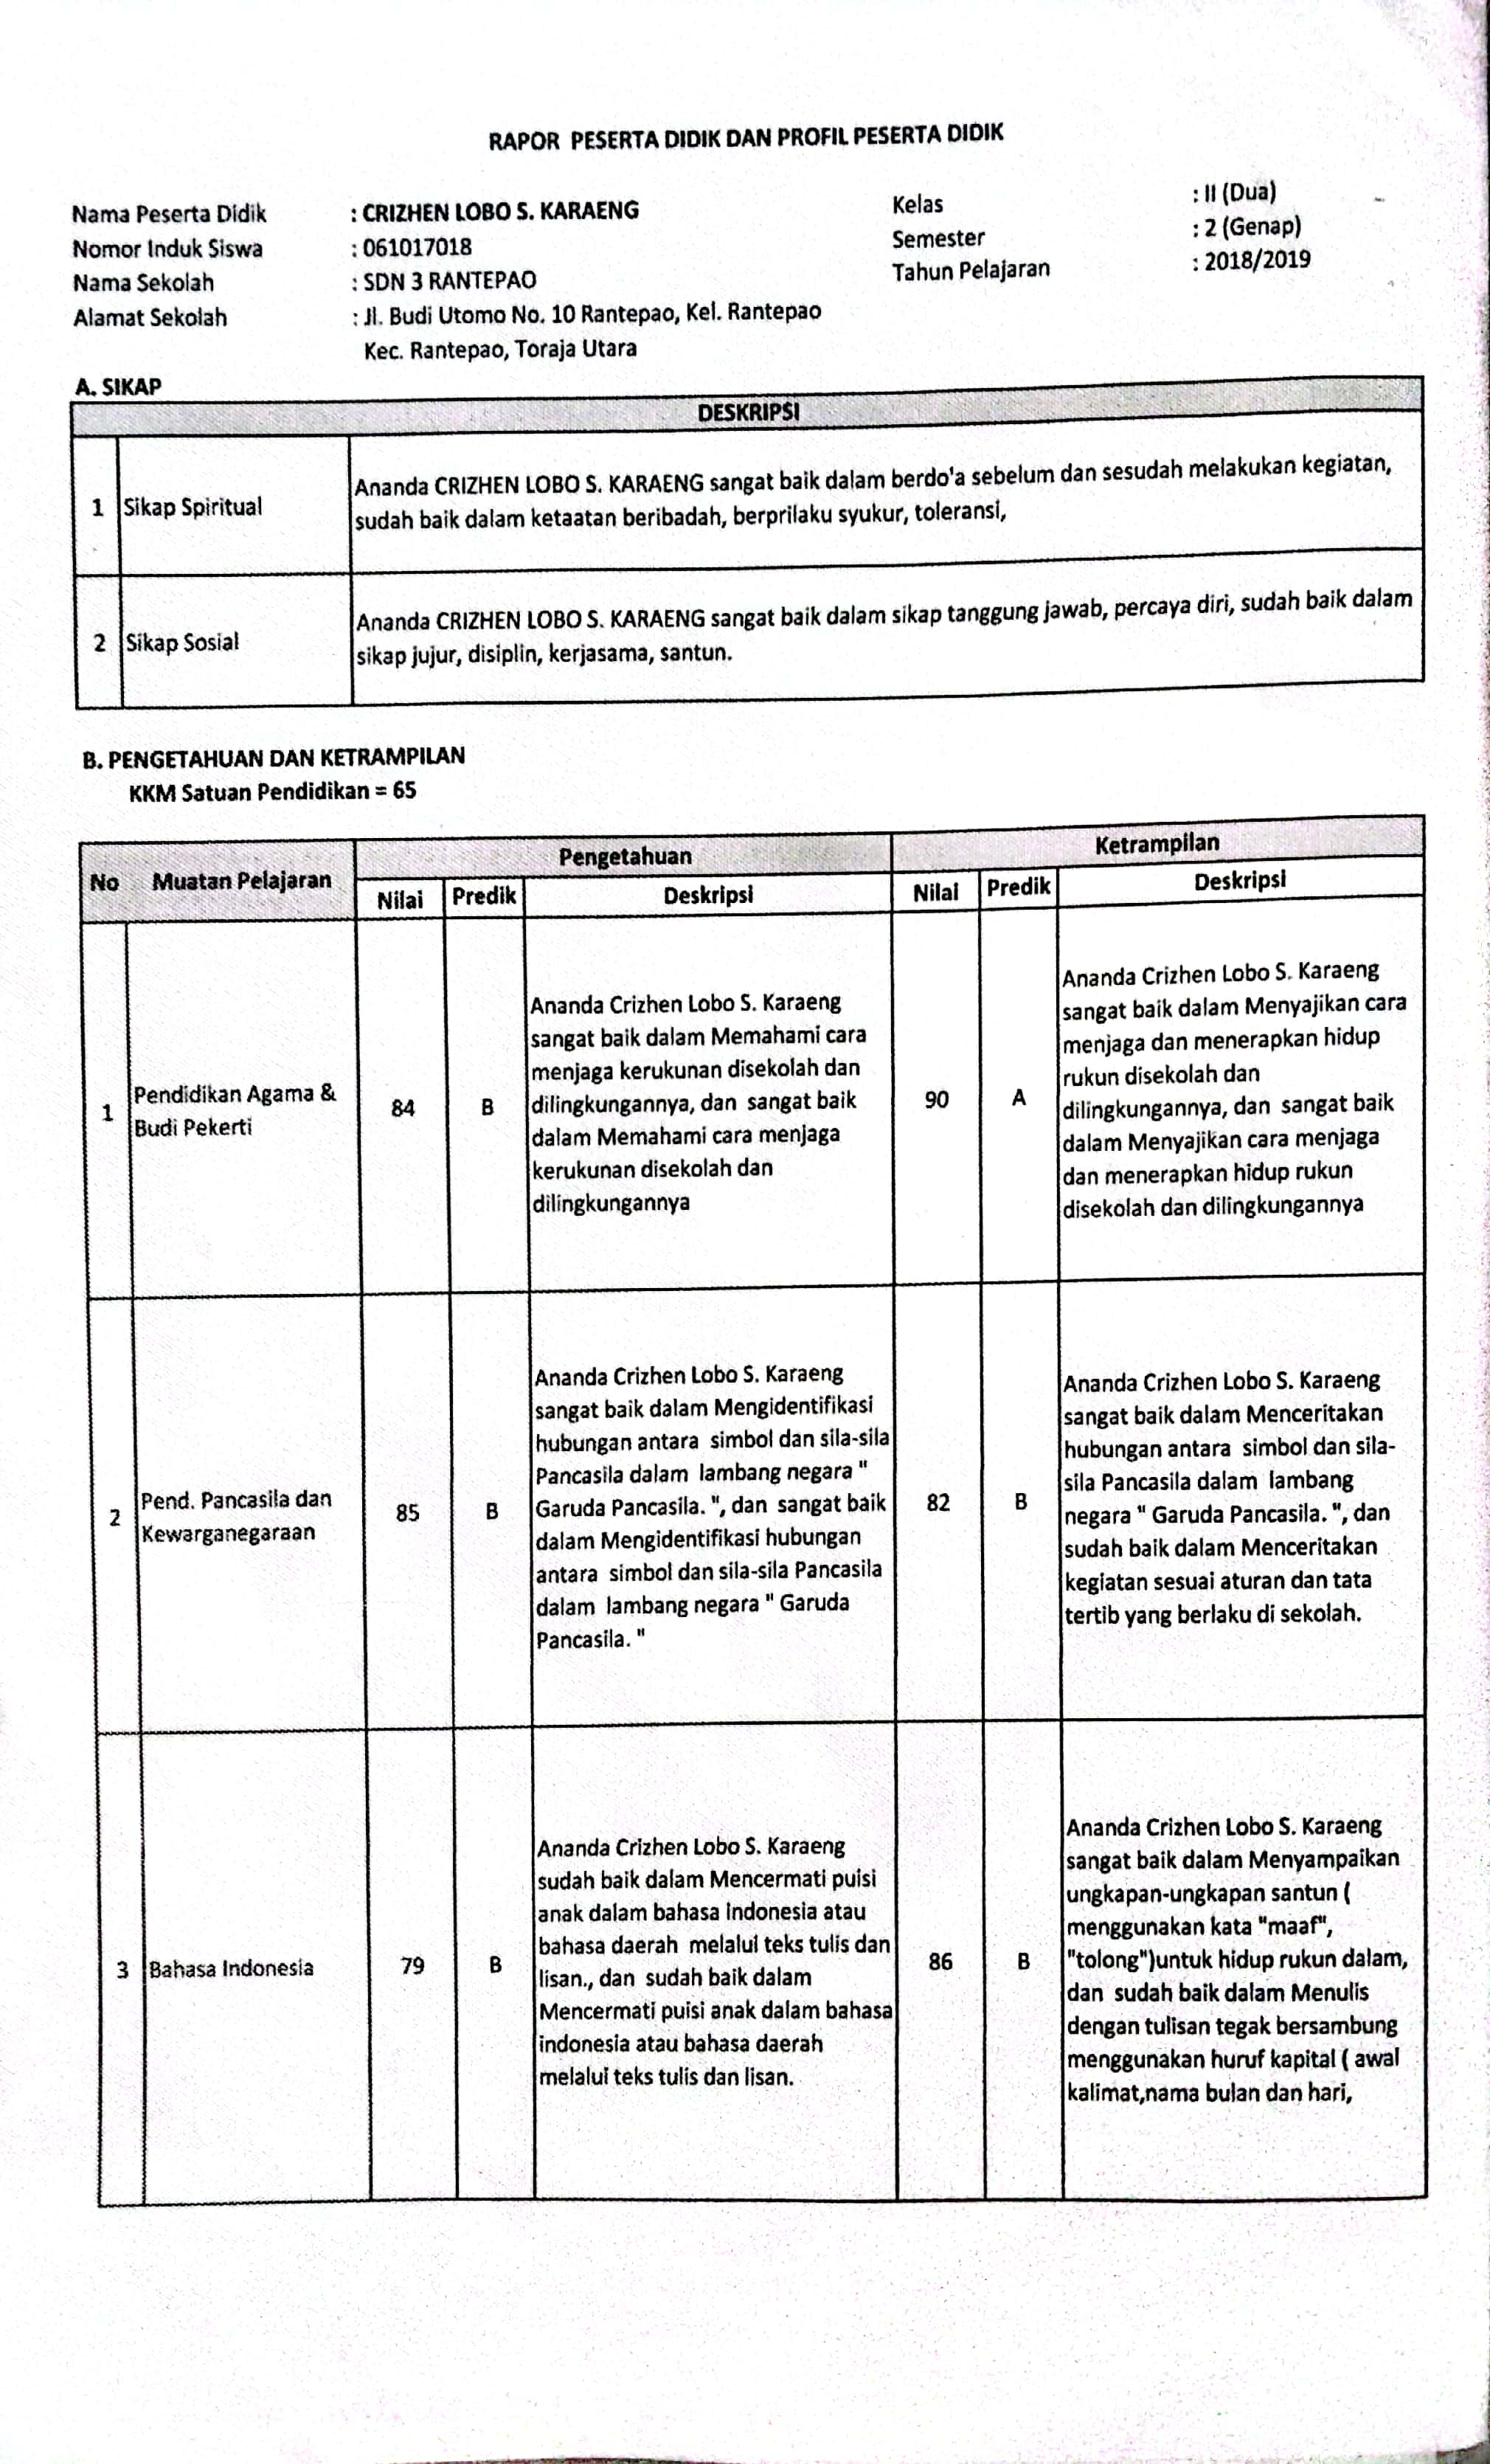 RAPOR PESERTA DIDIK DAN PROFIL PESERTA DIDIK
Nama Peserta Didik : CRIZHEN LOBO S. KARAENG Kelas : II (Dua)
Nomor Induk Siswa : 061017018 Semester : 2 (Genap)
Nama Sekolah : SDN 3 RANTEPAO Tahun Pelajaran : 2018/2019
Alamat Sekolah : Jl. Budi Utomo No. 10 Rantepao, Kel. Rantepao
Kec. Rantepao, Toraja Utara
A. SIKAP
DESKRIPSI
1 Sikap Spiritual
Ananda CRIZHEN LOBO S. KARAENG sangat baik dalam berdo'a sebelum dan sesudah melakukan kegiatan,
sudah baik dalam ketaatan beribadah, berprilaku syukur, toleransi,
2 Sikap Sosial
Ananda CRIZHEN LOBO S. KARAENG sangat baik dalam sikap tanggung jawab, percaya diri, sudah baik dalam
sikap jujur, disiplin, kerjasama, santun.
B. PENGETAHUAN DAN KETRAMPILAN
KKM Satuan Pendidikan = 65
No Muatan Pelajaran Pengetahuan Ketrampilan
Nilai Predik Deskripsi Nilai Predik Deskripsi
1
Pendidikan Agama &
Budi Pekerti
84 B
Ananda Crizhen Lobo S. Karaeng
sangat baik dalam Memahami cara
menjaga kerukunan disekolah dan
dilingkungannya, dan sangat baik
dalam Memahami cara menjaga
kerukunan disekolah dan
dilingkungannya
90 A
Ananda Crizhen Lobo S. Karaeng
sangat baik dalam Menyajikan cara
menjaga dan menerapkan hidup
rukun disekolah dan
dilingkungannya, dan sangat baik
dalam Menyajikan cara menjaga
dan menerapkan hidup rukun
disekolah dan dilingkungannya
2
Pend. Pancasila dan
Kewarganegaraan
85 B
Ananda Crizhen Lobo S. Karaeng
sangat baik dalam Mengidentifikasi
hubungan antara simbol dan sila-sila
Pancasila dalam lambang negara "
Garuda Pancasila. ", dan sangat baik
dalam Mengidentifikasi hubungan
antara simbol dan sila-sila Pancasila
dalam lambang negara " Garuda
Pancasila. "
82 B
Ananda Crizhen Lobo S. Karaeng
sangat baik dalam Menceritakan
hubungan antara simbol dan sila-
sila Pancasila dalam lambang
negara " Garuda Pancasila. ", dan
sudah baik dalam Menceritakan
kegiatan sesuai aturan dan tata
tertib yang berlaku di sekolah.
3 Bahasa Indonesia
79 B
Ananda Crizhen Lobo S. Karaeng
sudah baik dalam Mencermati puisi
anak dalam bahasa indonesia atau
bahasa daerah melalui teks tulis dan
lisan., dan sudah baik dalam
Mencermati puisi anak dalam bahasa
indonesia atau bahasa daerah
melalui teks tulis dan lisan.
86 B
Ananda Crizhen Lobo S. Karaeng
sangat baik dalam Menyampaikan
ungkapan-ungkapan santun (
menggunakan kata "maaf",
"tolong")untuk hidup rukun dalam,
dan sudah baik dalam Menulis
dengan tulisan tegak bersambung
menggunakan huruf kapital ( awal
kalimat,nama bulan dan hari,